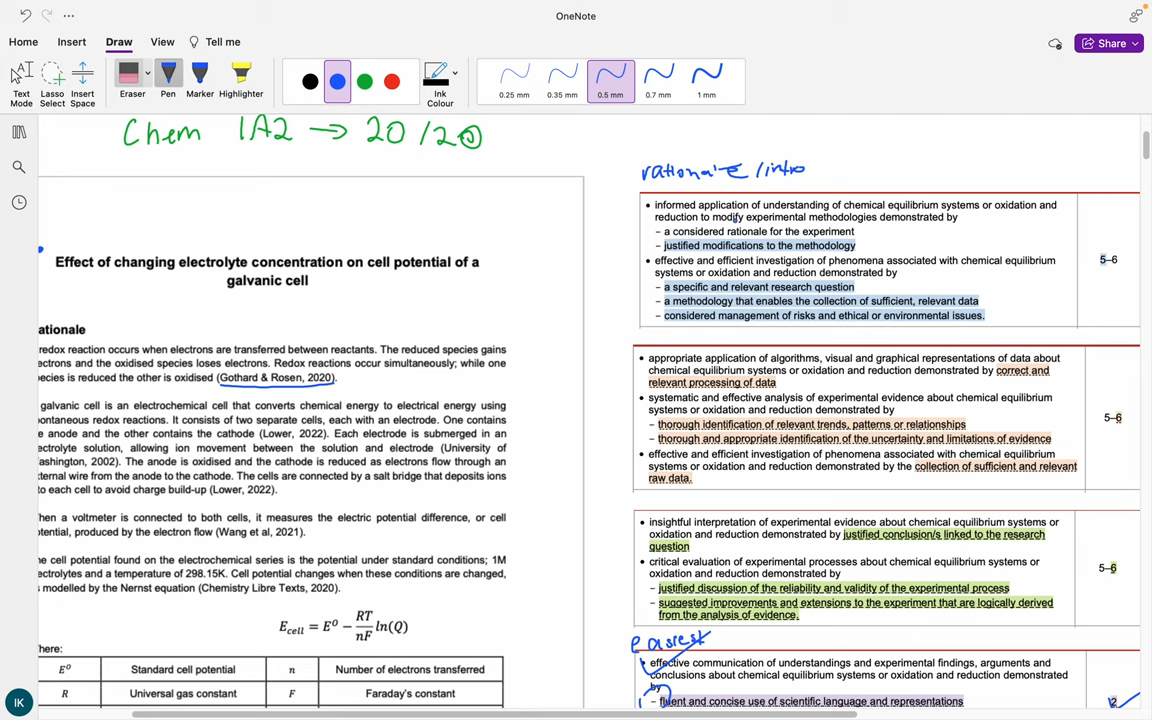 OneNote
Home Insert Draw View Tell me
Share
Text Mode
Lasso Select
Insert Space
Eraser
Pen
Marker
Highlighter
Ink Colour
0.25 mm 0.35 mm 0.5 mm 0.7 mm 1 mm
Chem IA2 → 20/20
Effect of changing electrolyte concentration on cell potential of a
galvanic cell
ationale
redox reaction occurs when electrons are transferred between reactants. The reduced species gains
ectrons and the oxidised species loses electrons. Redox reactions occur simultaneously; while one
ecies is reduced the other is oxidised (Gothard & Rosen, 2020).
galvanic cell is an electrochemical cell that converts chemical energy to electrical energy using
ontaneous redox reactions. It consists of two separate cells, each with an electrode. One contains
e anode and the other contains the cathode (Lower, 2022). Each electrode is submerged in an
ectrolyte solution, allowing ion movement between the solution and electrode (University of
ashington, 2002). The anode is oxidised and the cathode is reduced as electrons flow through an
ternal wire from the anode to the cathode. The cells are connected by a salt bridge that deposits ions
to each cell to avoid charge build-up (Lower, 2022).
hen a voltmeter is connected to both cells, it measures the electric potential difference, or cell
tential, produced by the electron flow (Wang et al, 2021).
e cell potential found on the electrochemical series is the potential under standard conditions; 1M
ectrolytes and a temperature of 298.15K. Cell potential changes when these conditions are changed,
modelled by the Nernst equation (Chemistry Libre Texts, 2020).
E_cell = E^O − RT/nF ln(Q)
here:
E^O Standard cell potential n Number of electrons transferred
R Universal gas constant F Faraday's constant
rationale /intro
• informed application of understanding of chemical equilibrium systems or oxidation and
reduction to modify experimental methodologies demonstrated by
– a considered rationale for the experiment
– justified modifications to the methodology
• effective and efficient investigation of phenomena associated with chemical equilibrium
systems or oxidation and reduction demonstrated by
– a specific and relevant research question
– a methodology that enables the collection of sufficient, relevant data
– considered management of risks and ethical or environmental issues.
5–6
• appropriate application of algorithms, visual and graphical representations of data about
chemical equilibrium systems or oxidation and reduction demonstrated by correct and
relevant processing of data
• systematic and effective analysis of experimental evidence about chemical equilibrium
systems or oxidation and reduction demonstrated by
– thorough identification of relevant trends, patterns or relationships
– thorough and appropriate identification of the uncertainty and limitations of evidence
• effective and efficient investigation of phenomena associated with chemical equilibrium
systems or oxidation and reduction demonstrated by the collection of sufficient and relevant
raw data.
5–6
• insightful interpretation of experimental evidence about chemical equilibrium systems or
oxidation and reduction demonstrated by justified conclusion/s linked to the research
question
• critical evaluation of experimental processes about chemical equilibrium systems or
oxidation and reduction demonstrated by
– justified discussion of the reliability and validity of the experimental process
– suggested improvements and extensions to the experiment that are logically derived
from the analysis of evidence.
5–6
easiest
• effective communication of understandings and experimental findings, arguments and
conclusions about chemical equilibrium systems or oxidation and reduction demonstrated
by
– fluent and concise use of scientific language and representations
2
IK